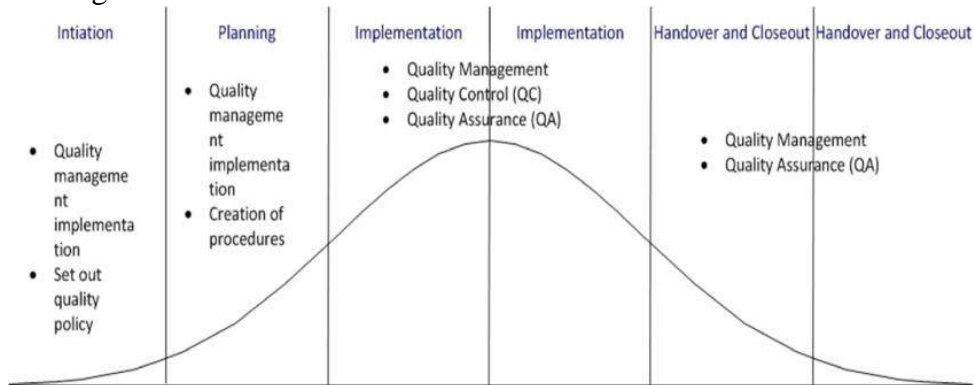 Intiation
Planning
Implementation
Implementation
Handover and Closeout
Handover and Closeout
• Quality
manageme
nt
implementa
tion
• Set out
quality
policy
• Quality
manageme
nt
implementa
tion
• Creation of
procedures
• Quality Management
• Quality Control (QC)
• Quality Assurance (QA)
• Quality Management
• Quality Assurance (QA)